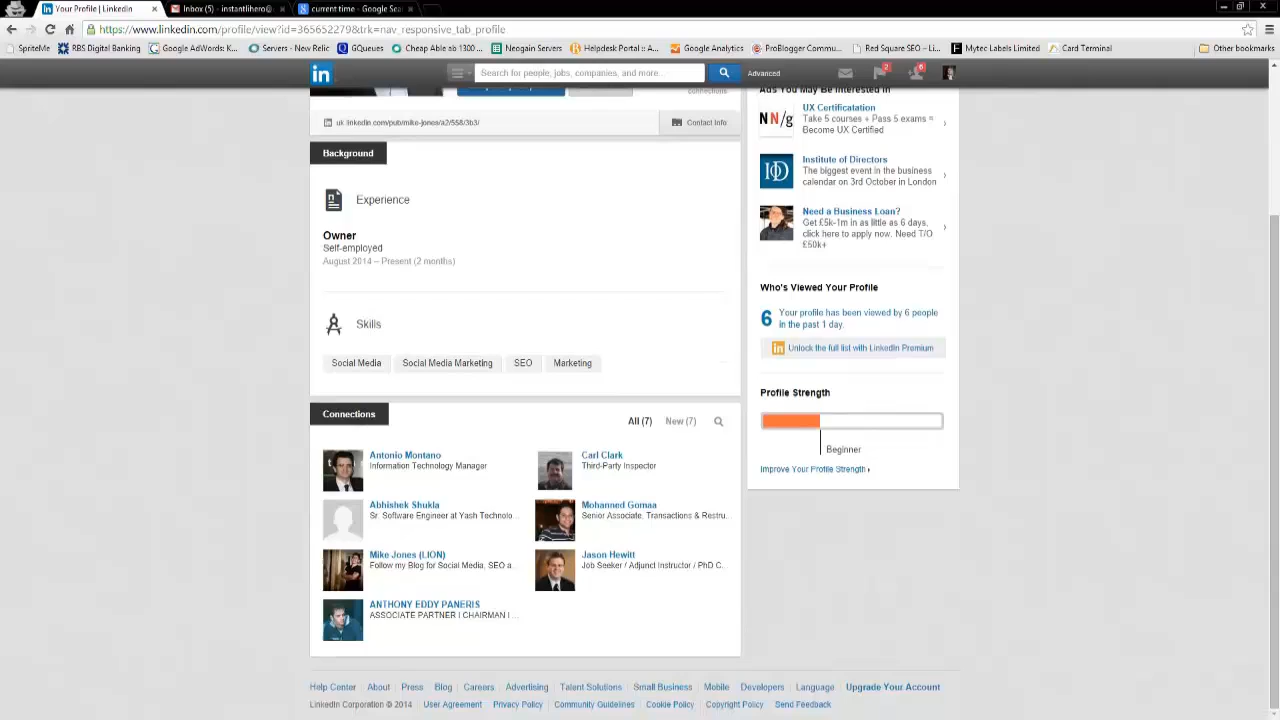 Your Profile | LinkedIn
Inbox (5) - instantlihero@
current time - Google Sea
https://www.linkedin.com/profile/view?id=365652279&trk=nav_responsive_tab_profile
SpriteMe
RBS Digital Banking
Google AdWords: K...
Servers - New Relic
GQueues
Cheap Able ab 1300 ...
Neogain Servers
Helpdesk Portal :: A...
Google Analytics
ProBlogger Commu...
Red Square SEO – Li...
Mytec Labels Limited
Card Terminal
Other bookmarks
in
Search for people, jobs, companies, and more...
Advanced
2
6
connections
uk.linkedin.com/pub/mike-jones/a2/558/3b3/
Contact Info
Background
Experience
Owner
Self-employed
August 2014 – Present (2 months)
Skills
Social Media
Social Media Marketing
SEO
Marketing
Connections
All (7)
New (7)
Antonio Montano
Information Technology Manager
Carl Clark
Third-Party Inspector
Abhishek Shukla
Sr. Software Engineer at Yash Technolo...
Mohanned Gomaa
Senior Associate, Transactions & Restru...
Mike Jones (LION)
Follow my Blog for Social Media, SEO a...
Jason Hewitt
Job Seeker / Adjunct Instructor / PhD C...
ANTHONY EDDY PANERIS
ASSOCIATE PARTNER I CHAIRMAN I ...
Ads You May Be Interested In
NN/g
UX Certificatation
Take 5 courses + Pass 5 exams =
Become UX Certified
IOD
Institute of Directors
The biggest event in the business
calendar on 3rd October in London
Need a Business Loan?
Get £5k-1m in as little as 6 days,
click here to apply now. Need T/O
£50k+
Who's Viewed Your Profile
6
Your profile has been viewed by 6 people
in the past 1 day.
in
Unlock the full list with LinkedIn Premium
Profile Strength
Beginner
Improve Your Profile Strength
Help Center
About
Press
Blog
Careers
Advertising
Talent Solutions
Small Business
Mobile
Developers
Language
Upgrade Your Account
LinkedIn Corporation © 2014
User Agreement
Privacy Policy
Community Guidelines
Cookie Policy
Copyright Policy
Send Feedback